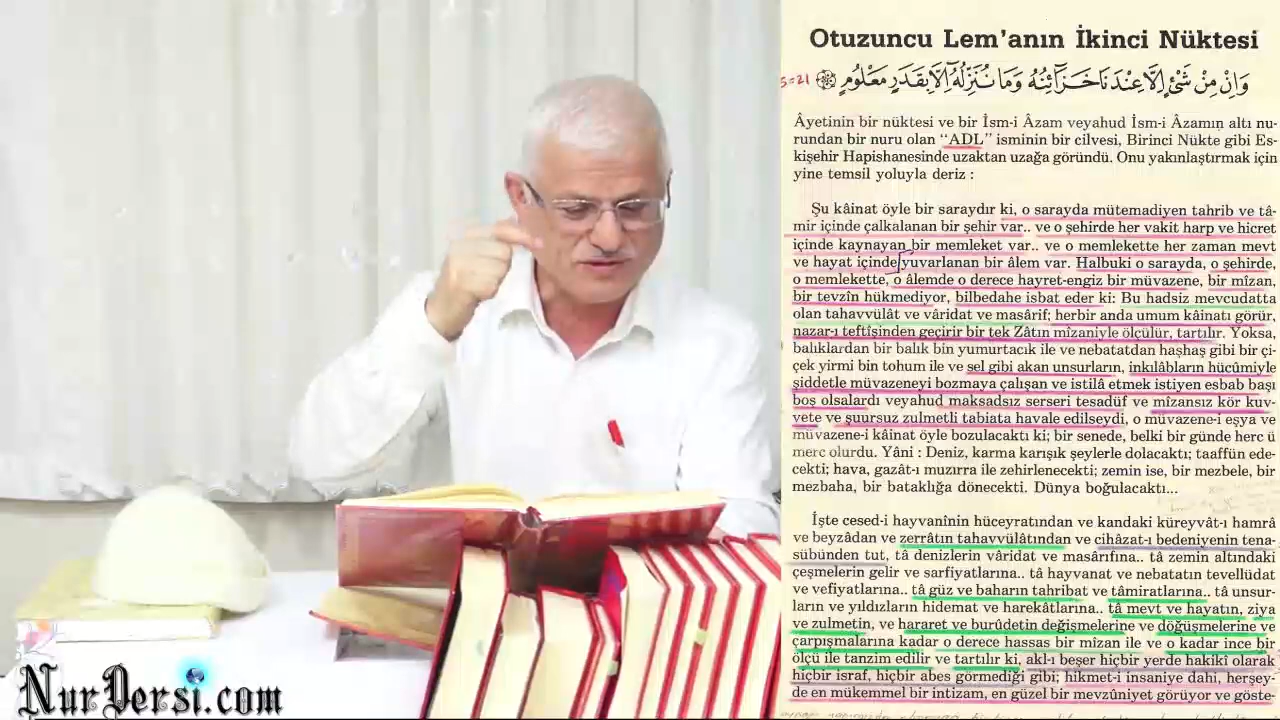 Otuzuncu Lem'anın İkinci Nüktesi
S=21
وَاِنْ مِنْ شَىْءٍ اِلَّا عِنْدَنَا خَزَٓائِنُهُ وَمَا نُنَزِّلُهُٓ اِلَّا بِقَدَرٍ مَعْلُومٍ
Âyetinin bir nüktesi ve bir İsm-i Âzam veyahud İsm-i Âzamın altı nu-
rundan bir nuru olan ''ADL'' isminin bir cilvesi, Birinci Nükte gibi Es-
kişehir Hapishanesinde uzaktan uzağa göründü. Onu yakınlaştırmak için
yine temsil yoluyla deriz :
Şu kâinat öyle bir saraydır ki, o sarayda mütemadiyen tahrib ve tâ-
mir içinde çalkalanan bir şehir var.. ve o şehirde her vakit harp ve hicret
içinde kaynayan bir memleket var.. ve o memlekette her zaman mevt
ve hayat içinde yuvarlanan bir âlem var. Halbuki o sarayda, o şehirde,
o memlekette, o âlemde o derece hayret-engiz bir müvazene, bir mîzan,
bir tevzîn hükmediyor, bilbedahe isbat eder ki: Bu hadsiz mevcudatta
olan tahavvülât ve vâridat ve masârif; herbir anda umum kâinatı görür,
nazar-ı teftîşinden geçirir bir tek Zâtın mîzaniyle ölçülür, tartılır. Yoksa,
balıklardan bir balık bin yumurtacık ile ve nebatatdan haşhaş gibi bir çi-
çek yirmi bin tohum ile ve sel gibi akan unsurların, inkılâbların hücûmiyle
şiddetle müvazeneyi bozmaya çalışan ve istilâ etmek istiyen esbab başı
boş olsalardı veyahud maksadsız serseri tesadüf ve mîzansız kör kuv-
vete ve şuursuz zulmetli tabiata havale edilseydi, o müvazene-i eşya ve
müvazene-i kâinat öyle bozulacaktı ki; bir senede, belki bir günde herc ü
merc olurdu. Yâni : Deniz, karma karışık şeylerle dolacaktı; taaffün ede-
cekti; hava, gazât-ı muzırra ile zehirlenecekti; zemin ise, bir mezbele, bir
mezbaha, bir bataklığa dönecekti. Dünya boğulacaktı...
İşte cesed-i hayvanînin hüceyratından ve kandaki küreyvât-ı hamrâ
ve beyzâdan ve zerrâtın tahavvülâtından ve cihâzat-ı bedeniyenin tena-
sübünden tut, tâ denizlerin vâridat ve masârifına.. tâ zemin altındaki
çeşmelerin gelir ve sarfiyatlarına.. tâ hayvanat ve nebatatın tevellüdat
ve vefiyatlarına.. tâ güz ve baharın tahribat ve tâmiratlarına.. tâ unsur-
ların ve yıldızların hidemat ve harekâtlarına.. tâ mevt ve hayatın, ziya
ve zulmetin, ve hararet ve burûdetin değişmelerine ve döğüşmelerine ve
çarpışmalarına kadar o derece hassas bir mîzan ile ve o kadar ince bir
ölçü ile tanzim edilir ve tartılır ki, akl-ı beşer hiçbir yerde hakikî olarak
hiçbir israf, hiçbir abes görmediği gibi; hikmet-i insaniye dahi, herşey-
de en mükemmel bir intizam, en güzel bir mevzûniyet görüyor ve göste-
NurDersi.com